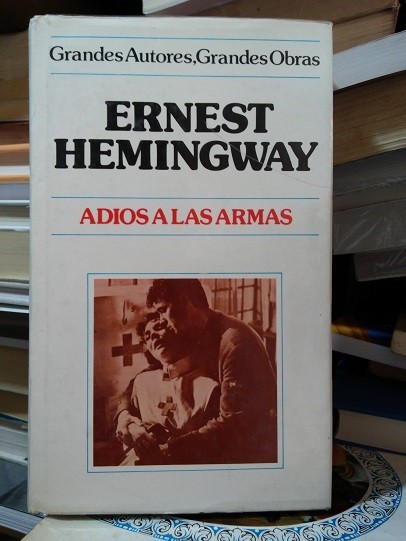 Grandes Autores,Grandes Obras
ERNEST
HEMINGWAY
ADIOS A LAS ARMAS